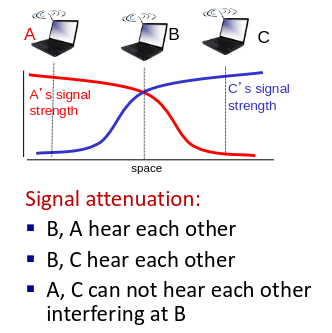 A
B
C
A's signal
strength
C's signal
strength
space
Signal attenuation:
B, A hear each other
B, C hear each other
A, C can not hear each other
interfering at B